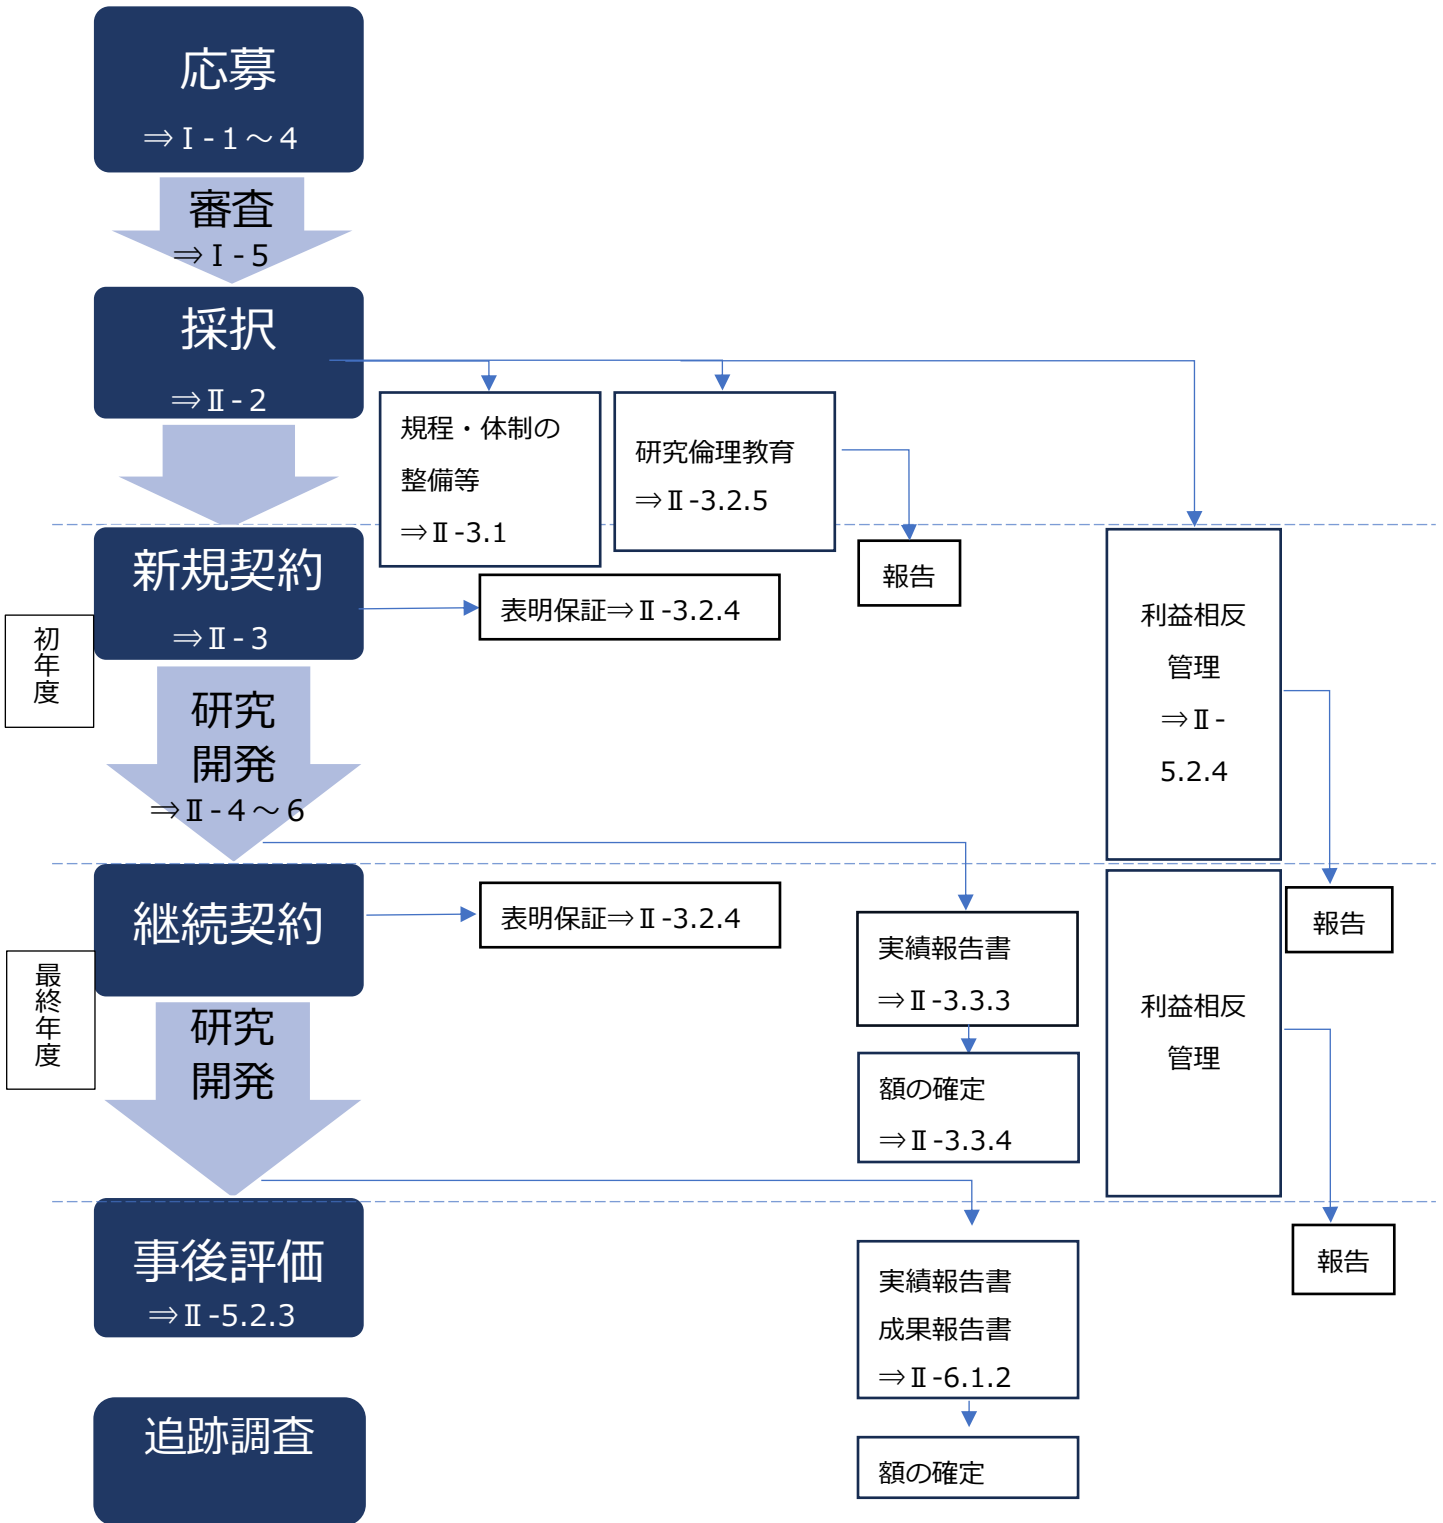 応募
⇒Ⅰ-1～4
審査
⇒Ⅰ-5
採択
⇒Ⅱ-2
規程・体制の
整備等
⇒Ⅱ-3.1
研究倫理教育
⇒Ⅱ-3.2.5
報告
新規契約
⇒Ⅱ-3
表明保証⇒Ⅱ-3.2.4
利益相反
管理
⇒Ⅱ-
5.2.4
初年度
研究
開発
⇒Ⅱ-4～6
継続契約
表明保証⇒Ⅱ-3.2.4
実績報告書
⇒Ⅱ-3.3.3
報告
最終年度
研究
開発
額の確定
⇒Ⅱ-3.3.4
利益相反
管理
事後評価
⇒Ⅱ-5.2.3
実績報告書
成果報告書
⇒Ⅱ-6.1.2
報告
追跡調査
額の確定